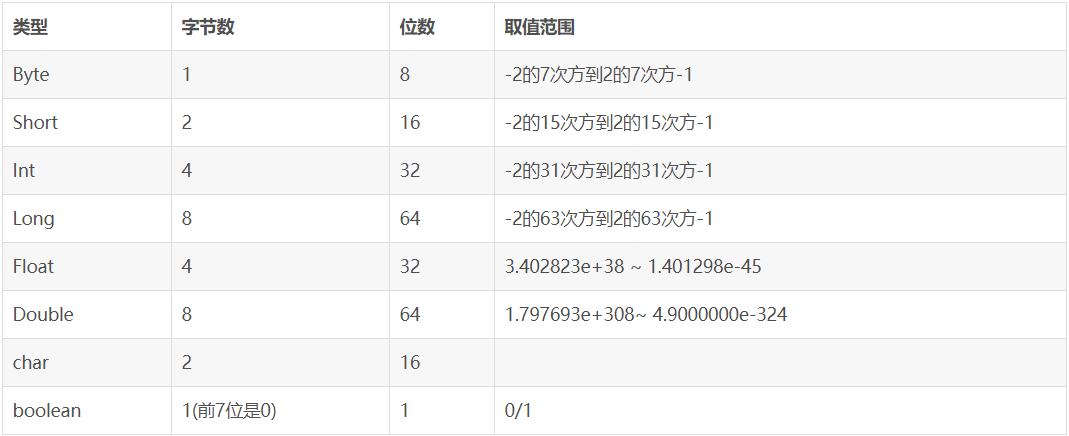 类型 字节数 位数 取值范围
Byte 1 8 -2的7次方到2的7次方-1
Short 2 16 -2的15次方到2的15次方-1
Int 4 32 -2的31次方到2的31次方-1
Long 8 64 -2的63次方到2的63次方-1
Float 4 32 3.402823e+38 ~ 1.401298e-45
Double 8 64 1.797693e+308~ 4.9000000e-324
char 2 16
boolean 1(前7位是0) 1 0/1